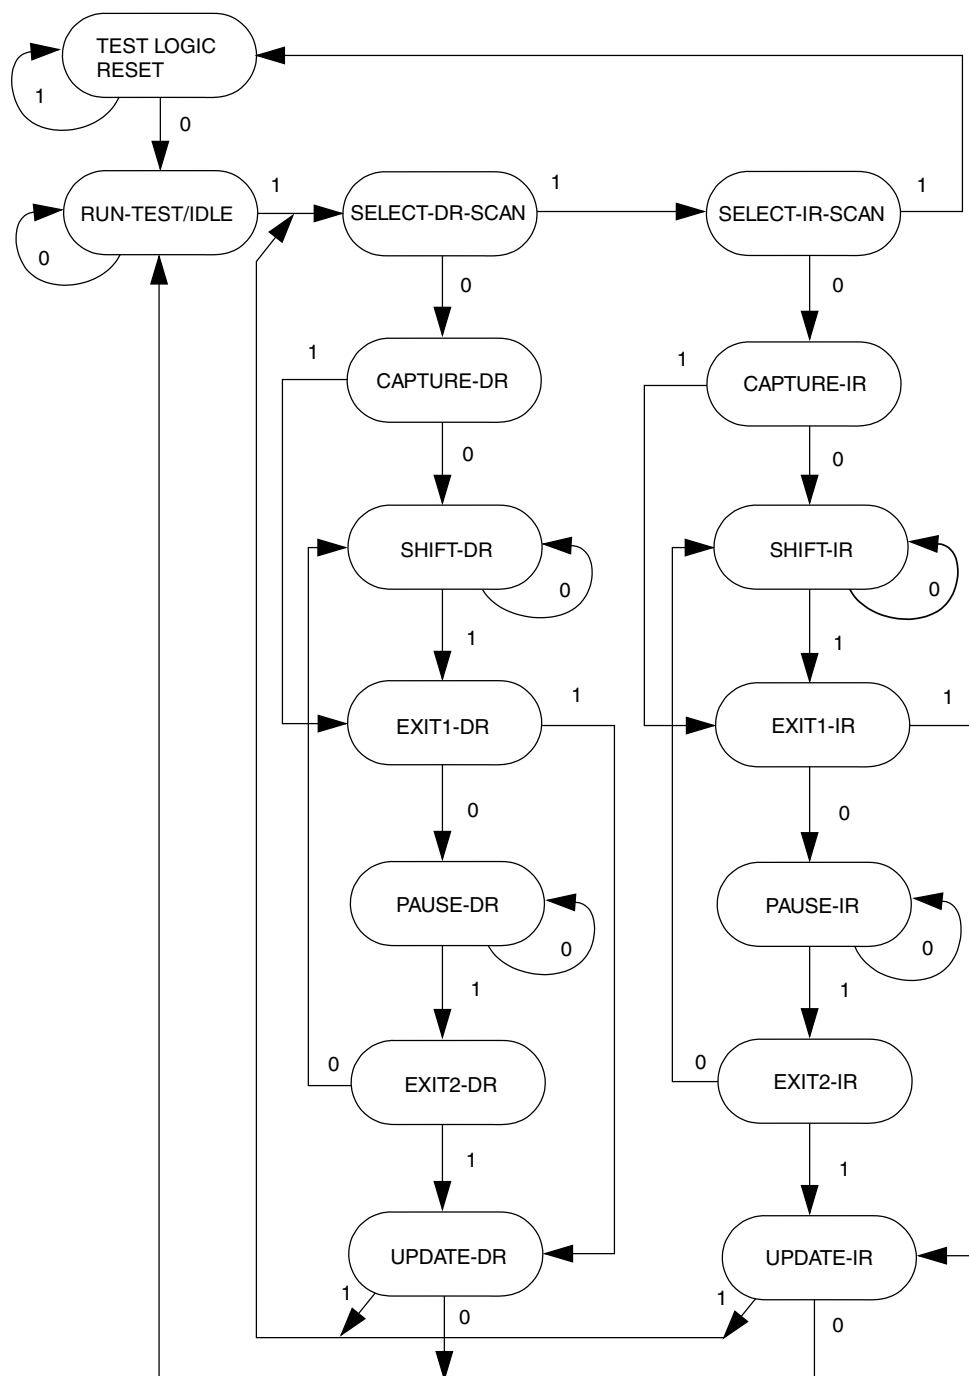 TEST LOGIC
RESET
1
0
RUN-TEST/IDLE
0
1
SELECT-DR-SCAN
1
SELECT-IR-SCAN
1
0
0
1
CAPTURE-DR
0
1
CAPTURE-IR
0
SHIFT-DR
0
1
SHIFT-IR
0
1
EXIT1-DR
1
0
EXIT1-IR
1
0
PAUSE-DR
0
1
PAUSE-IR
0
1
0
EXIT2-DR
1
0
EXIT2-IR
1
UPDATE-DR
1
0
UPDATE-IR
1
0